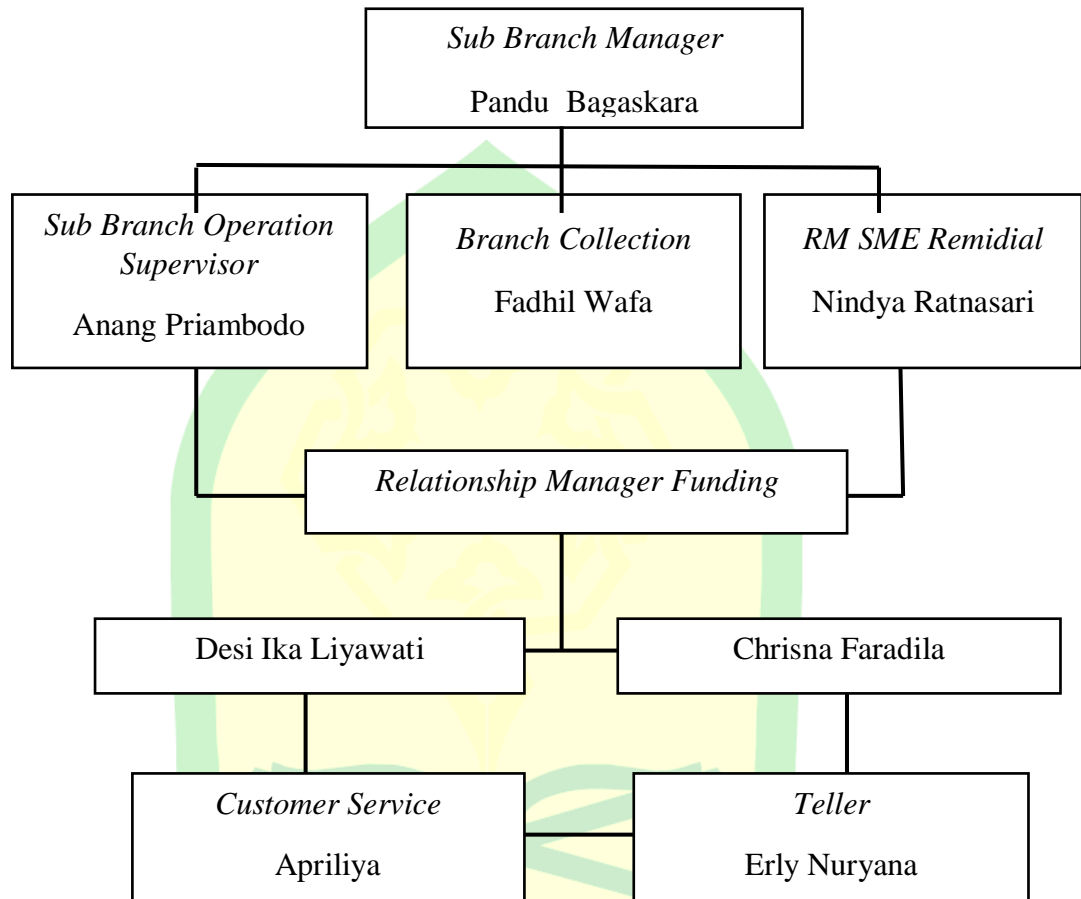 Sub Branch Manager
Pandu Bagaskara
Sub Branch Operation
Supervisor
Anang Priambodo
Branch Collection
Fadhil Wafa
RM SME Remidial
Nindya Ratnasari
Relationship Manager Funding
Desi Ika Liyawati
Chrisna Faradila
Customer Service
Apriliya
Teller
Erly Nuryana